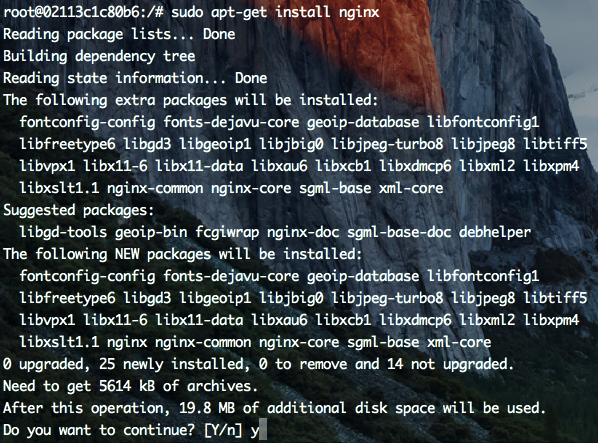 root@02113c1c80b6:/# sudo apt-get install nginx
Reading package lists... Done
Building dependency tree
Reading state information... Done
The following extra packages will be installed:
  fontconfig-config fonts-dejavu-core geoip-database libfontconfig1
  libfreetype6 libgd3 libgeoip1 libjbig0 libjpeg-turbo8 libjpeg8 libtiff5
  libvpx1 libx11-6 libx11-data libxau6 libxcb1 libxdmcp6 libxml2 libxpm4
  libxslt1.1 nginx-common nginx-core sgml-base xml-core
Suggested packages:
  libgd-tools geoip-bin fcgiwrap nginx-doc sgml-base-doc debhelper
The following NEW packages will be installed:
  fontconfig-config fonts-dejavu-core geoip-database libfontconfig1
  libfreetype6 libgd3 libgeoip1 libjbig0 libjpeg-turbo8 libjpeg8 libtiff5
  libvpx1 libx11-6 libx11-data libxau6 libxcb1 libxdmcp6 libxml2 libxpm4
  libxslt1.1 nginx nginx-common nginx-core sgml-base xml-core
0 upgraded, 25 newly installed, 0 to remove and 14 not upgraded.
Need to get 5614 kB of archives.
After this operation, 19.8 MB of additional disk space will be used.
Do you want to continue? [Y/n] y